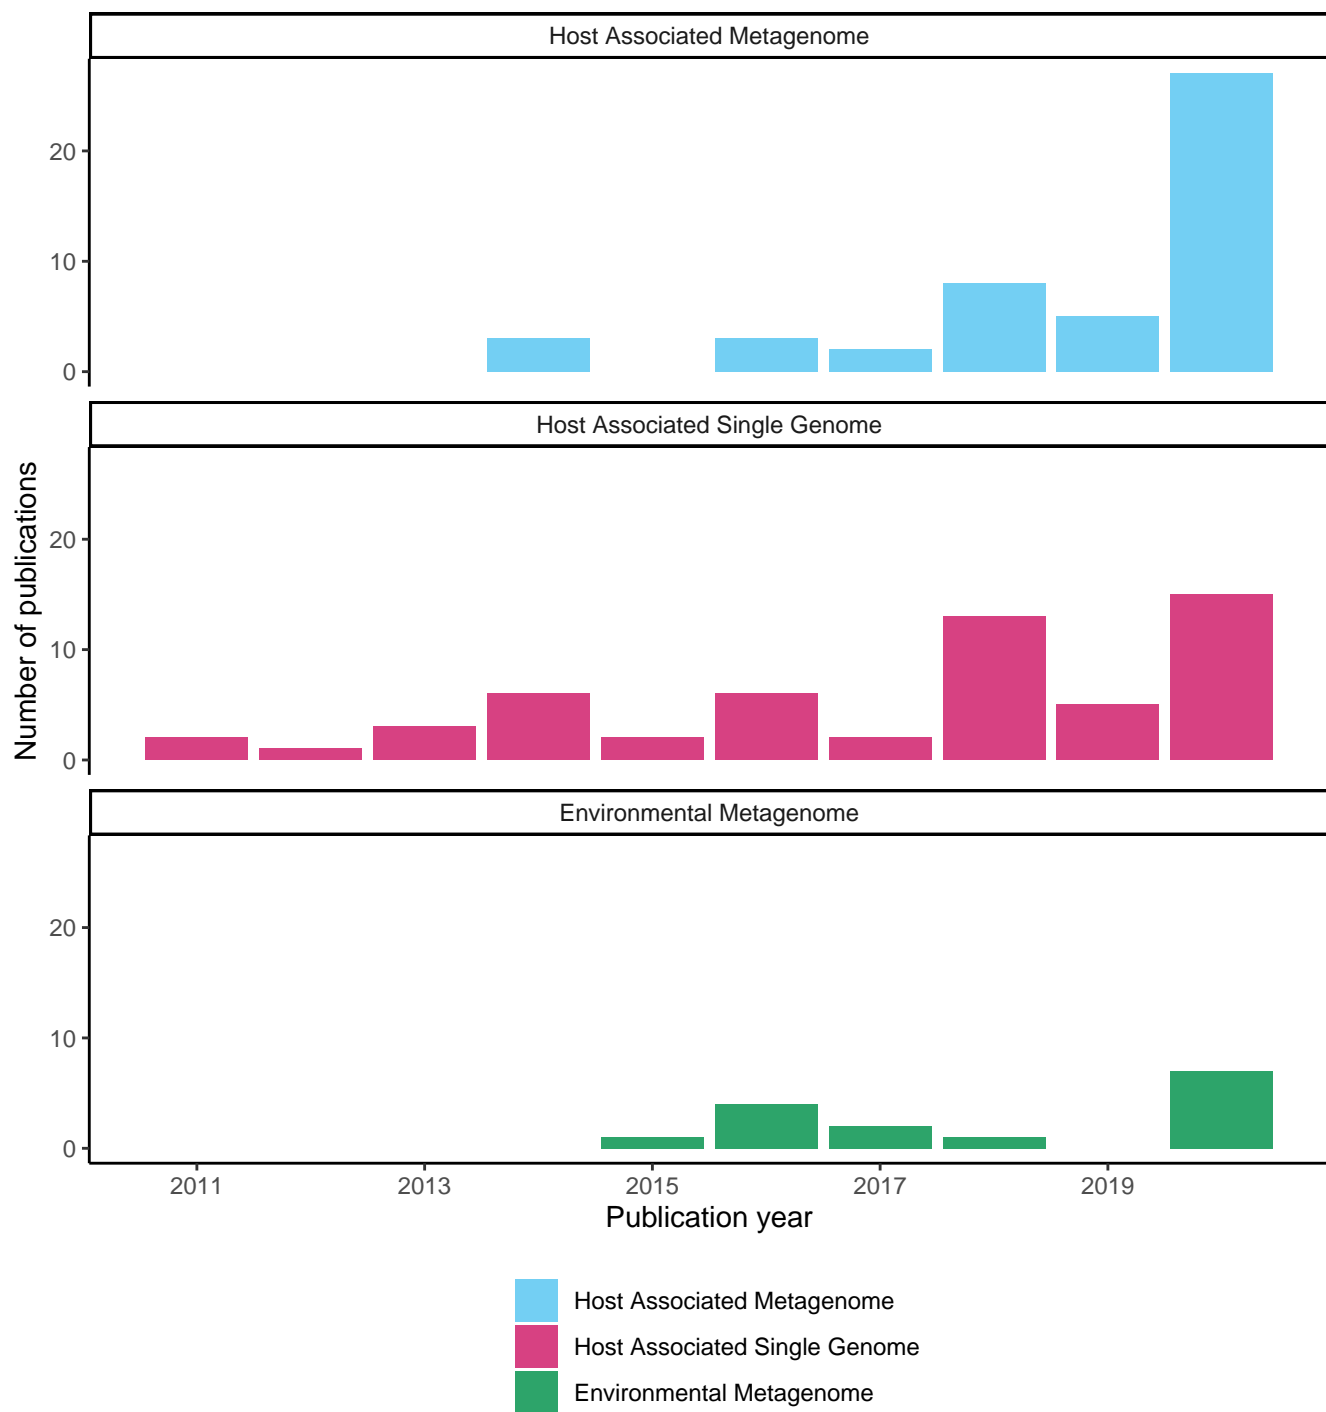 Host Associated Metagenome
20
10
0
Host Associated Single Genome
20
10
0
Number of publications
Environmental Metagenome
20
10
0
2011 2013 2015 2017 2019
Publication year
Host Associated Metagenome
Host Associated Single Genome
Environmental Metagenome